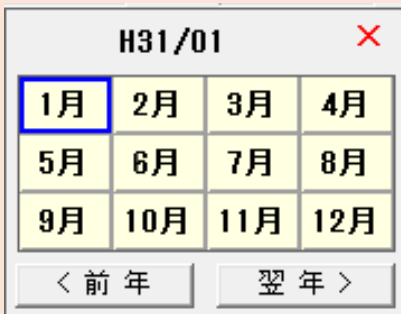 H31/01 ×
1月 2月 3月 4月
5月 6月 7月 8月
9月 10月 11月 12月
< 前 年 翌 年 >